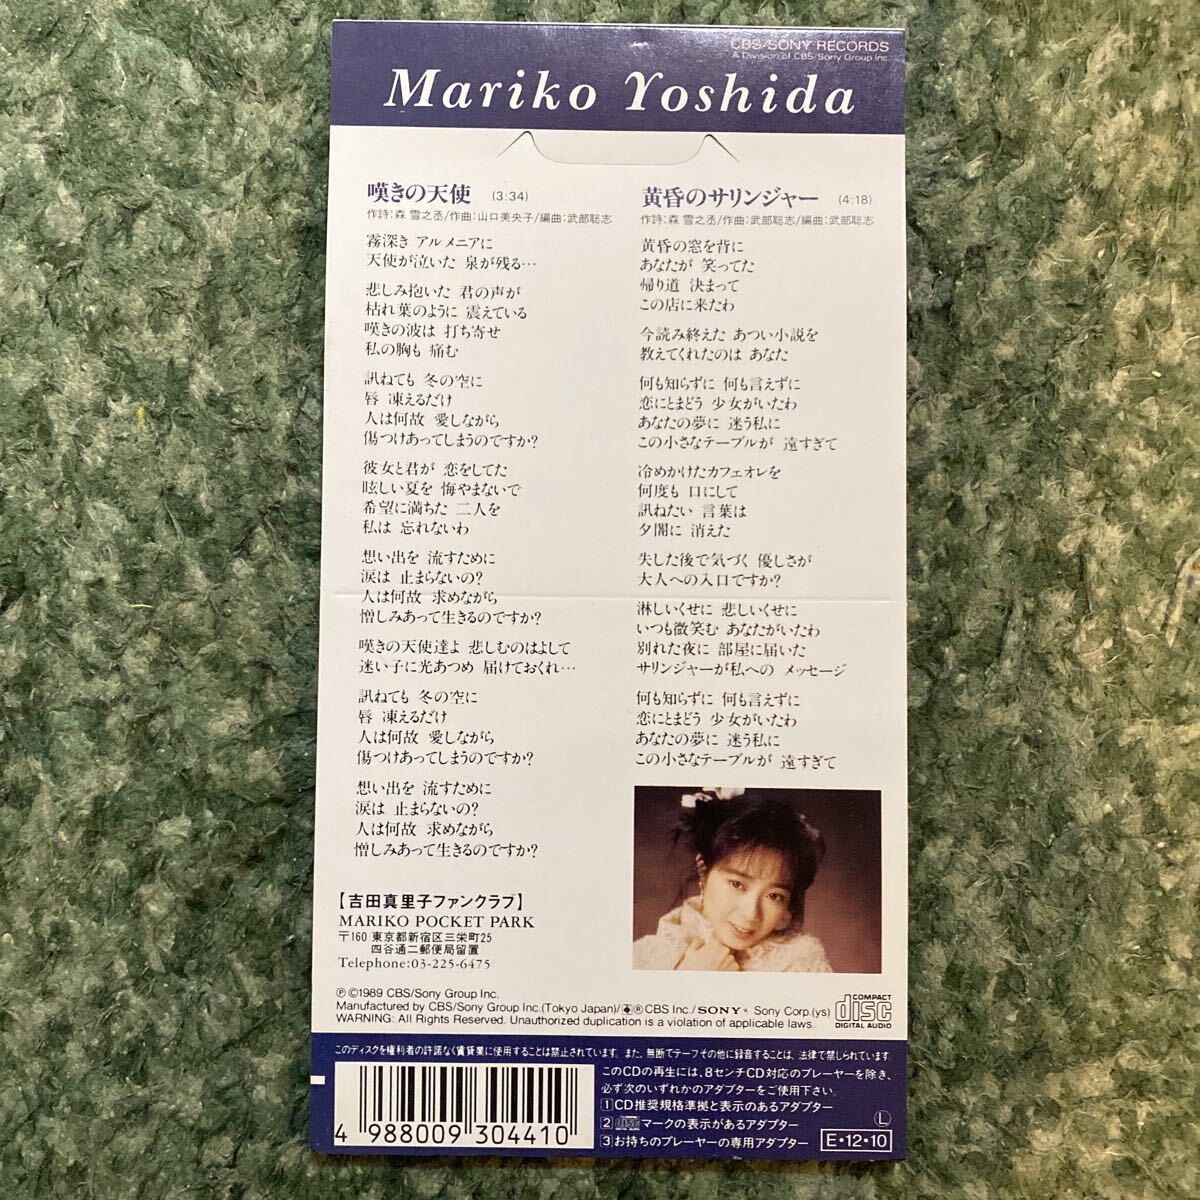 CBS/SONY RECORDS
A Division of CBS/Sony Group Inc.
Mariko Yoshida
嘆きの天使 (3:34)
作詩:森 雪之丞/作曲:山口美央子/編曲:武部聡志
霧深き アルメニアに
天使が泣いた 泉が残る…
悲しみ抱いた 君の声が
枯れ葉のように 震えている
嘆きの波は 打ち寄せ
私の胸も 痛む
訊ねても 冬の空に
唇 凍えるだけ
人は何故 愛しながら
傷つけあってしまうのですか?
彼女と君が 恋をしてた
眩しい夏を 悔やまないで
希望に満ちた 二人を
私は 忘れないわ
想い出を 流すために
涙は 止まらないの?
人は何故 求めながら
憎しみあって生きるのですか?
嘆きの天使達よ 悲しむのはよして
迷い子に光あつめ 届けておくれ…
訊ねても 冬の空に
唇 凍えるだけ
人は何故 愛しながら
傷つけあってしまうのですか?
想い出を 流すために
涙は 止まらないの?
人は何故 求めながら
憎しみあって生きるのですか?
【吉田真里子ファンクラブ】
MARIKO POCKET PARK
〒160 東京都新宿区三栄町25
四谷通二郵便局留置
Telephone:03-225-6475
黄昏のサリンジャー (4:18)
作詩:森 雪之丞/作曲:武部聡志/編曲:武部聡志
黄昏の窓を背に
あなたが 笑ってた
帰り道 決まって
この店に来たわ
今読み終えた あつい小説を
教えてくれたのは あなた
何も知らずに 何も言えずに
恋にとまどう 少女がいたわ
あなたの夢に 迷う私に
この小さなテーブルが 遠すぎて
冷めかけたカフェオレを
何度も 口にして
訊ねたい 言葉は
夕闇に 消えた
失した後で気づく 優しさが
大人への入口ですか?
淋しいくせに 悲しいくせに
いつも微笑む あなたがいたわ
別れた夜に 部屋に届いた
サリンジャーが私への メッセージ
何も知らずに 何も言えずに
恋にとまどう 少女がいたわ
あなたの夢に 迷う私に
この小さなテーブルが 遠すぎて
℗©1989 CBS/Sony Group Inc.
Manufactured by CBS/Sony Group Inc.(Tokyo Japan)/®CBS Inc./SONY® Sony Corp.(ys)
WARNING: All Rights Reserved. Unauthorized duplication is a violation of applicable laws.
COMPACT
disc
DIGITAL AUDIO
このディスクを権利者の許諾なく賃貸業に使用することは禁止されています。また、無断でテープその他に録音することは、法律で禁じられています。
このCDの再生には、8センチCD対応のプレーヤーを除き、
必ず次のいずれかのアダプターをご使用下さい。
1 CD推奨規格準拠と表示のあるアダプター
2 disc マークの表示があるアダプター
3 お持ちのプレーヤーの専用アダプター
4 988009 304410
Ⓛ
E・12・10